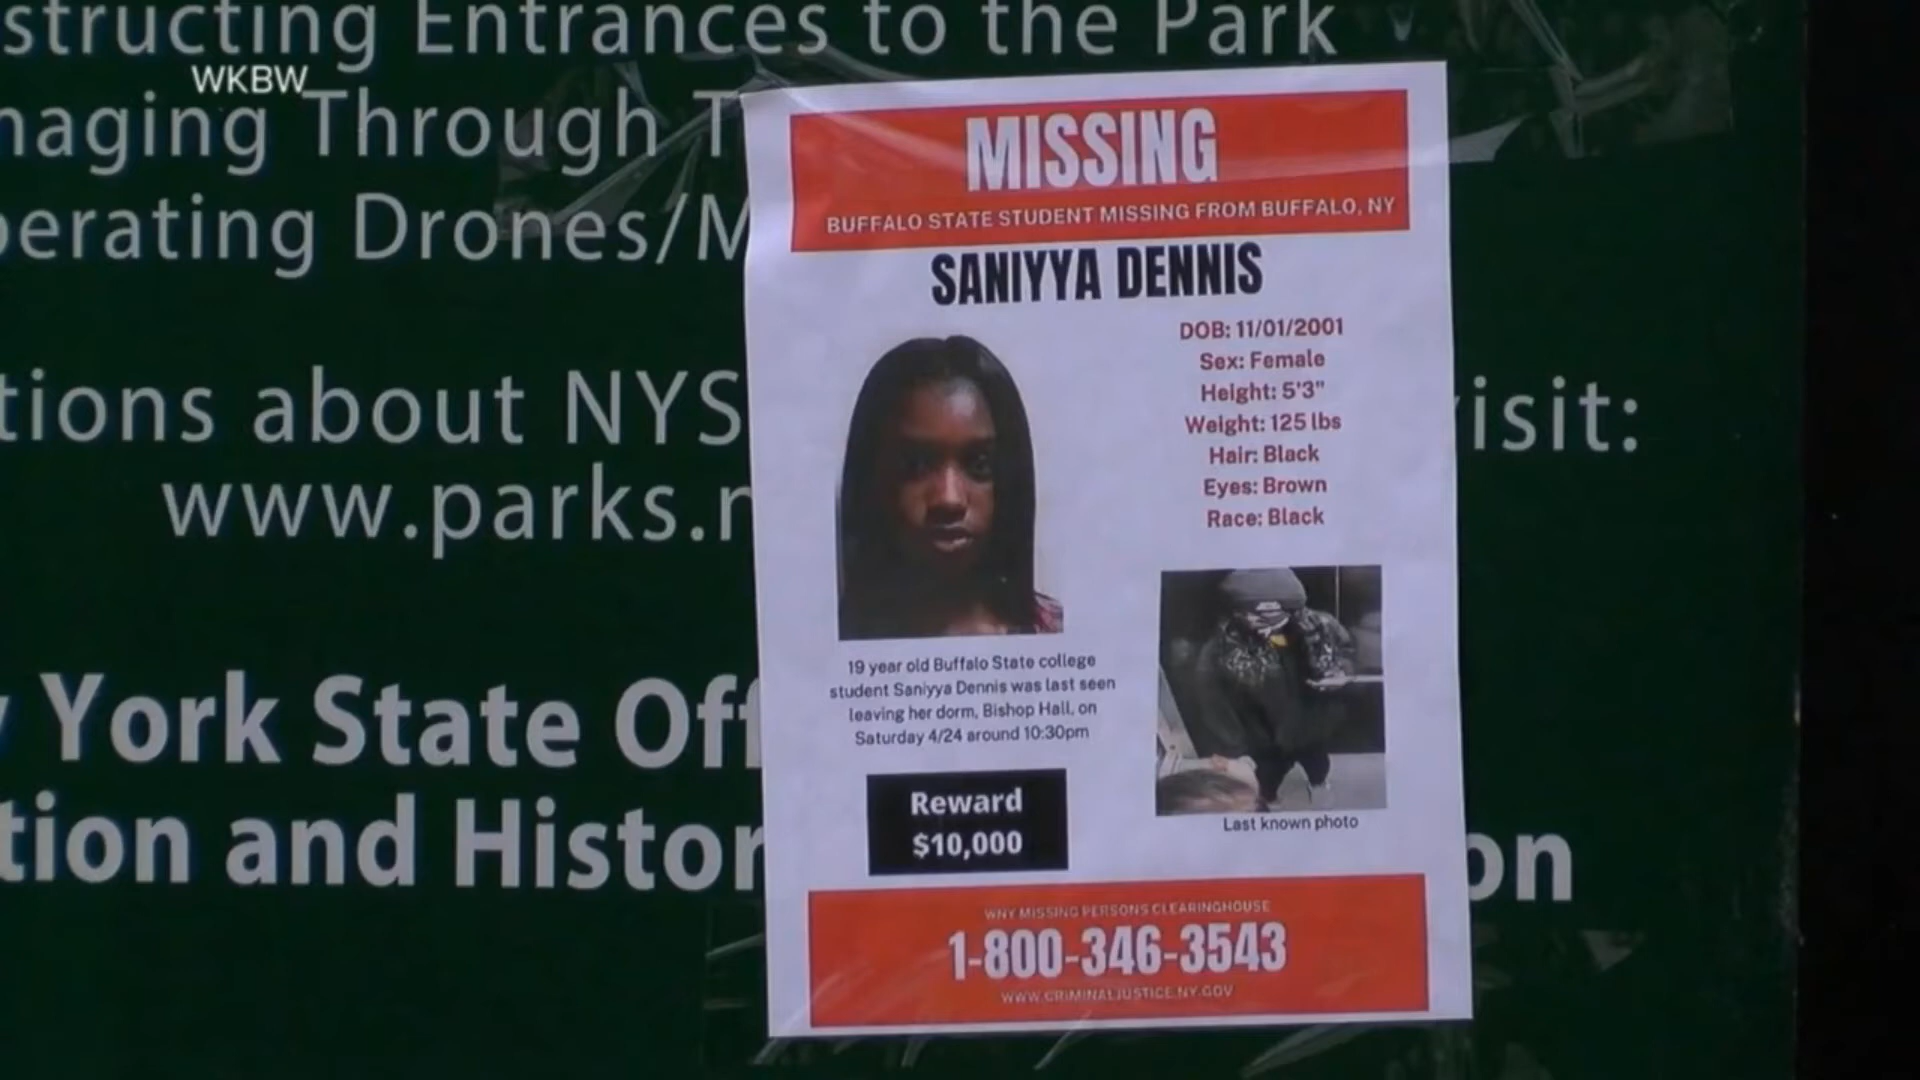 structing Entrances to the Park
WKBW
naging Through T
perating Drones/M
tions about NYS
visit:
www.parks.n
York State Off
tion and Histor
on
MISSING
BUFFALO STATE STUDENT MISSING FROM BUFFALO, NY
SANIYYA DENNIS
DOB: 11/01/2001
Sex: Female
Height: 5'3"
Weight: 125 lbs
Hair: Black
Eyes: Brown
Race: Black
19 year old Buffalo State college
student Saniyya Dennis was last seen
leaving her dorm, Bishop Hall, on
Saturday 4/24 around 10:30pm
Reward
$10,000
Last known photo
WNY MISSING PERSONS CLEARINGHOUSE
1-800-346-3543
WWW.CRIMINALJUSTICE.NY.GOV